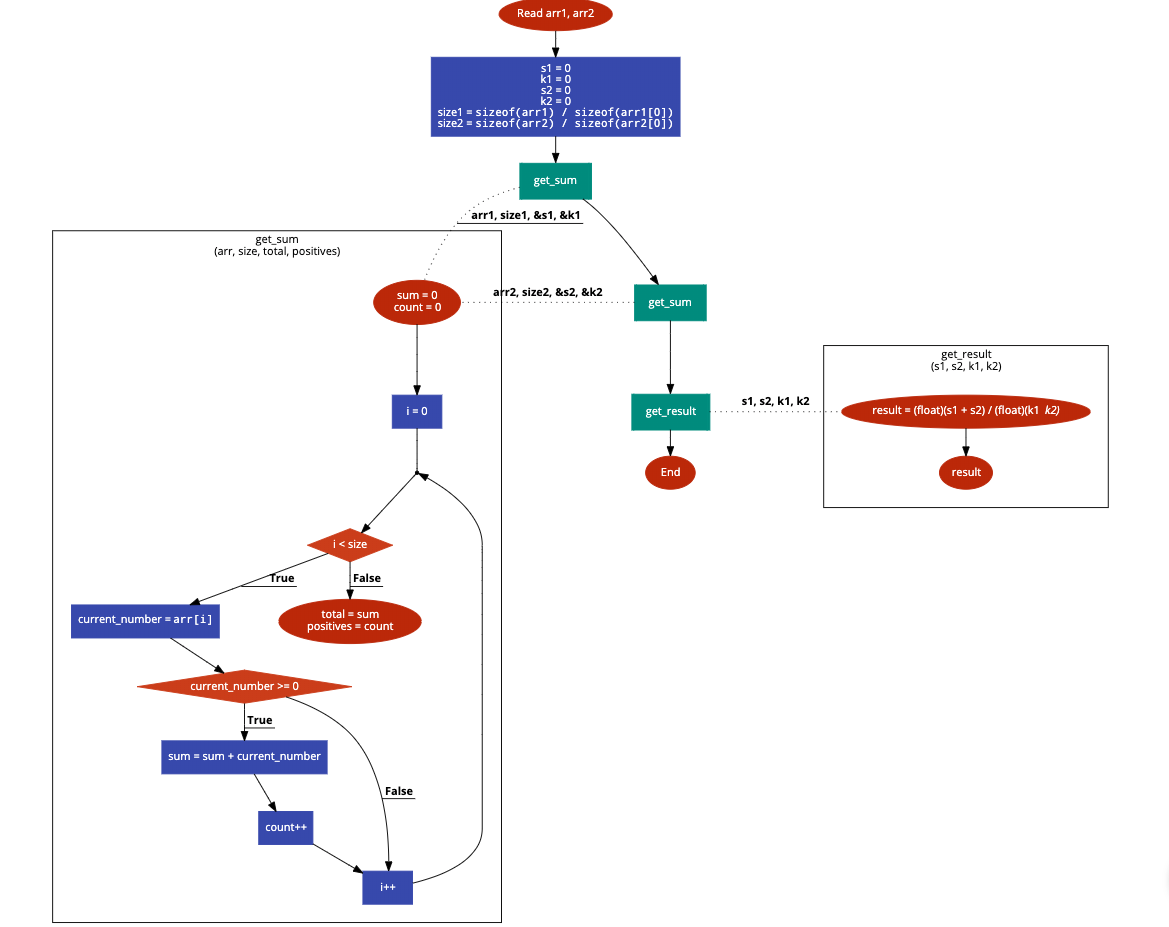 Read arr1, arr2
s1 = 0
k1 = 0
s2 = 0
k2 = 0
size1 = sizeof(arr1) / sizeof(arr1[0])
size2 = sizeof(arr2) / sizeof(arr2[0])
get_sum
arr1, size1, &s1, &k1
get_sum
(arr, size, total, positives)
sum = 0
count = 0
arr2, size2, &s2, &k2
get_sum
i = 0
i < size
True
False
current_number = arr[i]
total = sum
positives = count
current_number >= 0
True
sum = sum + current_number
False
count++
i++
get_result
s1, s2, k1, k2
End
get_result
(s1, s2, k1, k2)
result = (float)(s1 + s2) / (float)(k1 k2)
result